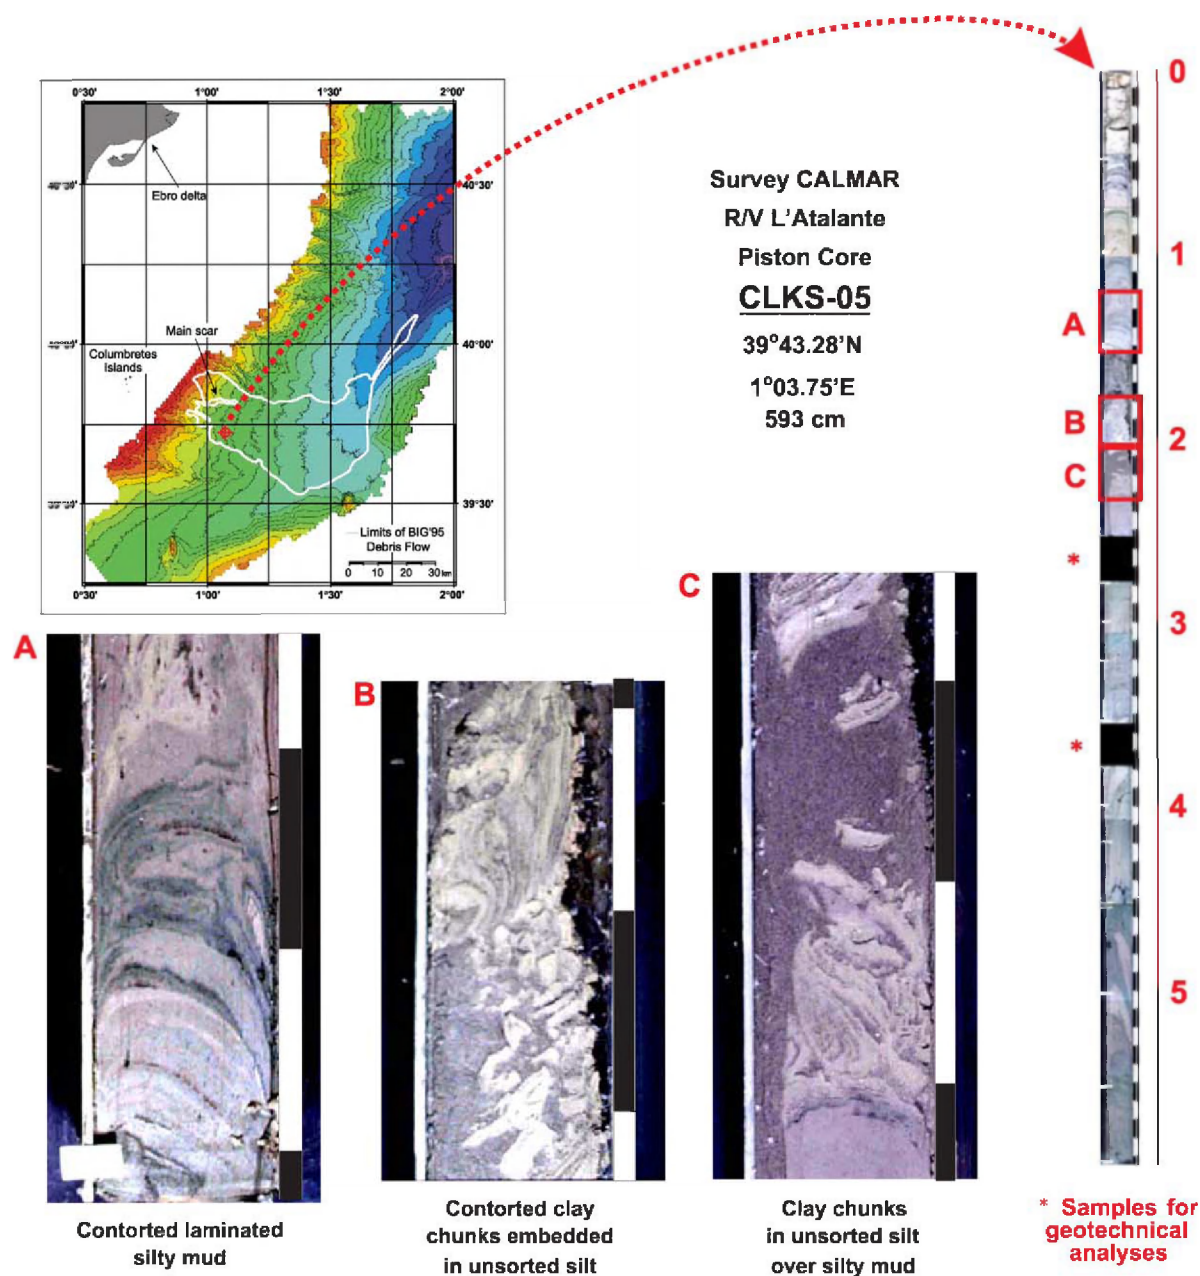 0°30'
1°00'
1°30'
2°00'
Ebro delta
40°30'
Main scar
Columbretes
Islands
40°00'
39°30'
Limits of BIG'95
Debris Flow
0 10 20 30 km
0°30'
1°00'
1°30'
2°00'
Survey CALMAR
R/V L'Atalante
Piston Core
CLKS-05
39°43.28'N
1°03.75'E
593 cm
0
1
A
B
2
C
*
3
*
4
5
A
B
C
Contorted laminated
silty mud
Contorted clay
chunks embedded
in unsorted silt
Clay chunks
in unsorted silt
over silty mud
* Samples for
geotechnical
analyses